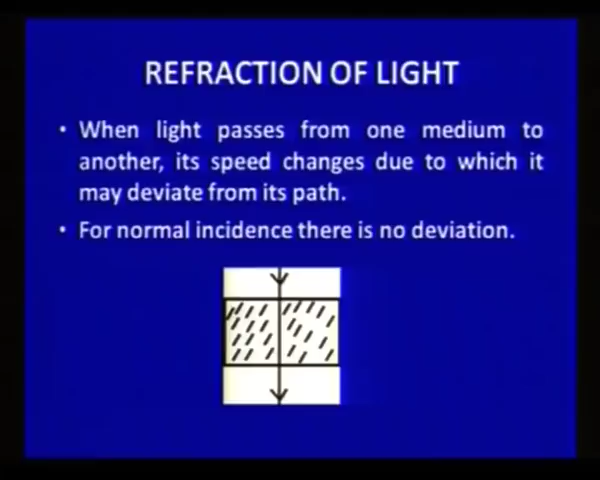 REFRACTION OF LIGHT
• When light passes from one medium to
another, its speed changes due to which it
may deviate from its path.
• For normal incidence there is no deviation.